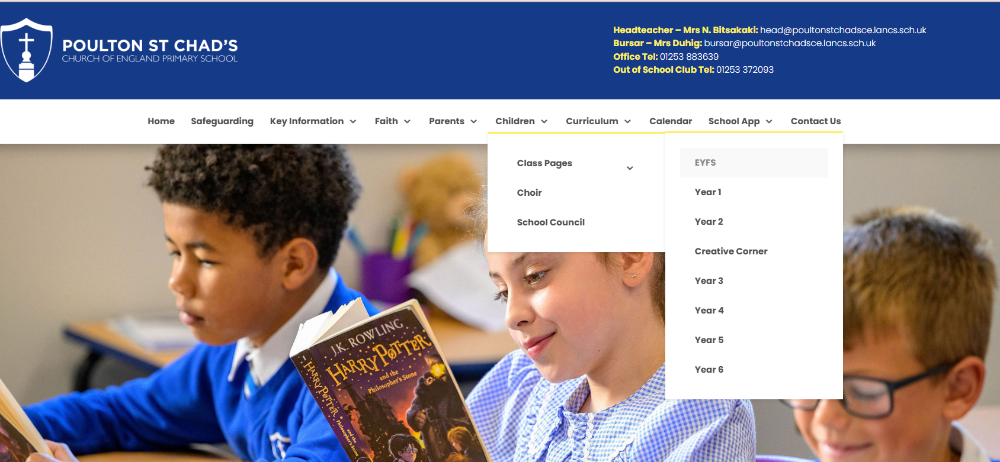 POULTON ST CHAD'S
CHURCH OF ENGLAND PRIMARY SCHOOL
Headteacher – Mrs N. Bitsakaki: head@poultonstchadsce.lancs.sch.uk
Bursar – Mrs Duhig: bursar@poultonstchadsce.lancs.sch.uk
Office Tel: 01253 883639
Out of School Club Tel: 01253 372093
Home Safeguarding Key Information Faith Parents Children Curriculum Calendar School App Contact Us
Class Pages
Choir
School Council
EYFS
Year 1
Year 2
Creative Corner
Year 3
Year 4
Year 5
Year 6
J.K. ROWLING
HARRY POTTER
and the
Philosopher's Stone
HARRY POTTER
and the
Philosopher's Stone